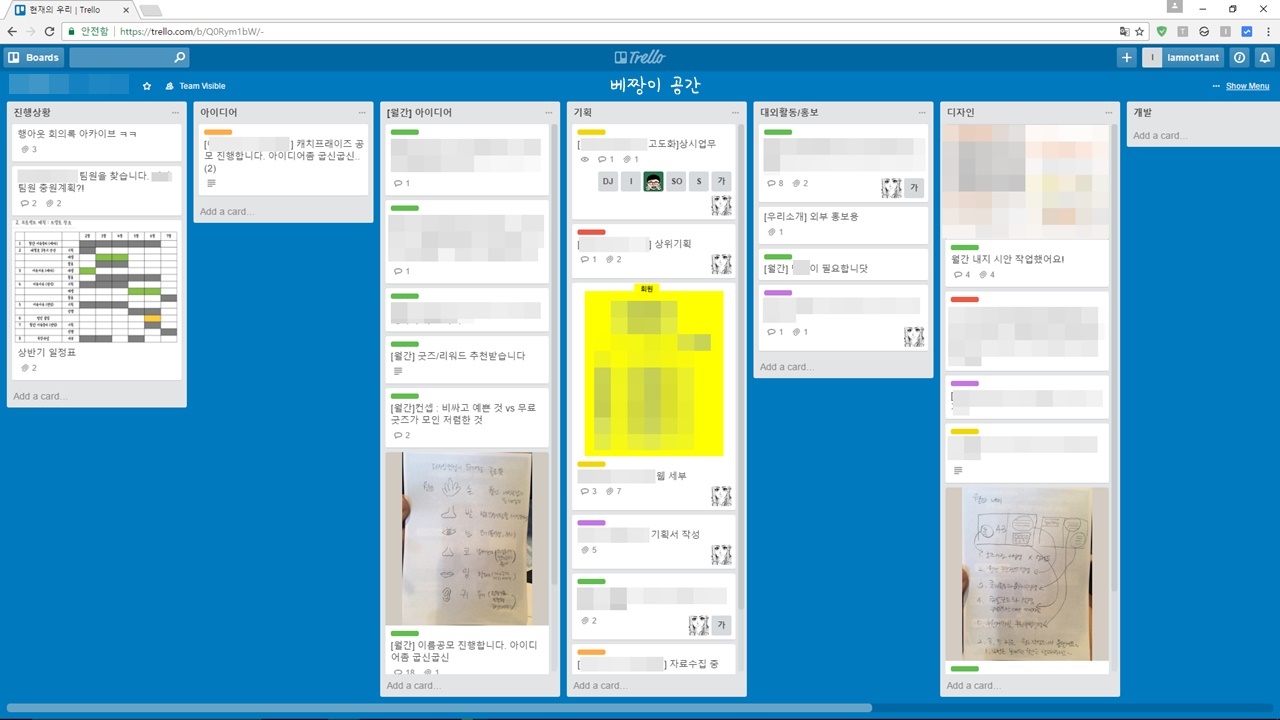 현재의 우리 | Trello
안전함 | https://trello.com/b/Q0Rym1bW/-
Boards
Trello
Iamnot1ant
Team Visible
베짱이 공간
Show Menu
진행상황
행아웃 회의록 아카이브 ㅋㅋ
3
팀원을 찾습니다.
팀원 충원계획?!
2 2
상반기 일정표
2
Add a card...
아이디어
[ ] 캐치프래이즈 공
모 진행합니다. 아이디어좀 굽신굽신..
(2)
Add a card...
[월간] 아이디어
1
1
[월간] 굿즈/리워드 추천받습니다
[월간]컨셉 : 비싸고 예쁜 것 vs 무료
굿즈가 모인 저렴한 것
2
[월간] 이름공모 진행합니다. 아이디
어좀 굽신굽신
18 1
Add a card...
기획
[ 고도화]상시업무
1 1
DJ I SO S 가
[ ] 상위기획
1 2
회원
웹 세부
3 7
기획서 작성
5
2
가
[ ] 자료수집 중
Add a card...
대외활동/홍보
8 2
가
[우리소개] 외부 홍보용
1
[월간] 이 필요합니닷
1 1
Add a card...
디자인
월간 내지 시안 작업했어요!
4 4
Add a card...
개발
Add a card...